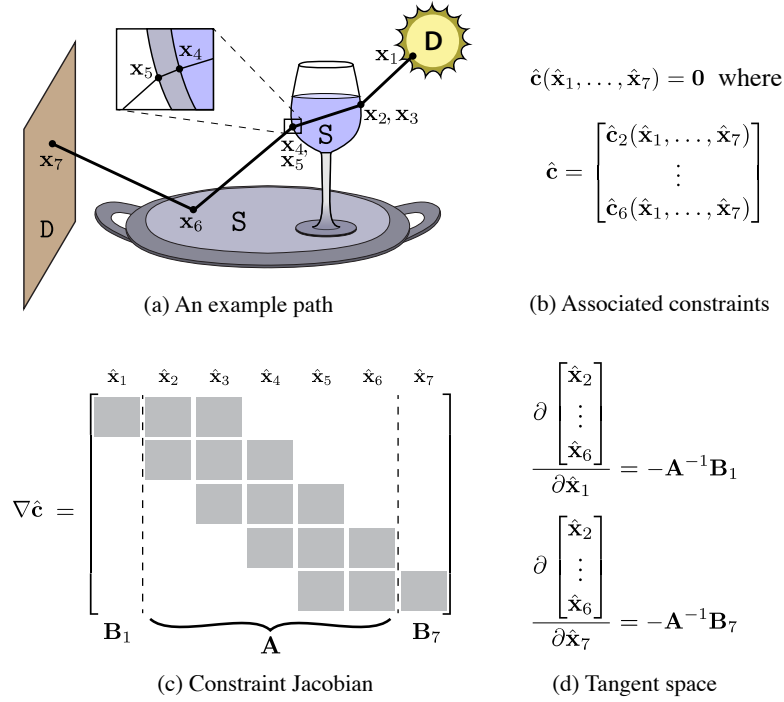 x₁
D
x₄
x₅
x₂, x₃
S
x₄,
x₅
x₇
D
x₆
S
(a) An example path
ĉ(x̂₁, . . . , x̂₇) = 0 where
ĉ = [ ĉ₂(x̂₁, . . . , x̂₇)
⋮
ĉ₆(x̂₁, . . . , x̂₇) ]
(b) Associated constraints
x̂₁ x̂₂ x̂₃ x̂₄ x̂₅ x̂₆ x̂₇
∇ĉ =
B₁ A B₇
(c) Constraint Jacobian
∂ [ x̂₂
⋮
x̂₆ ]
∂x̂₁
= −A⁻¹B₁
∂ [ x̂₂
⋮
x̂₆ ]
∂x̂₇
= −A⁻¹B₇
(d) Tangent space